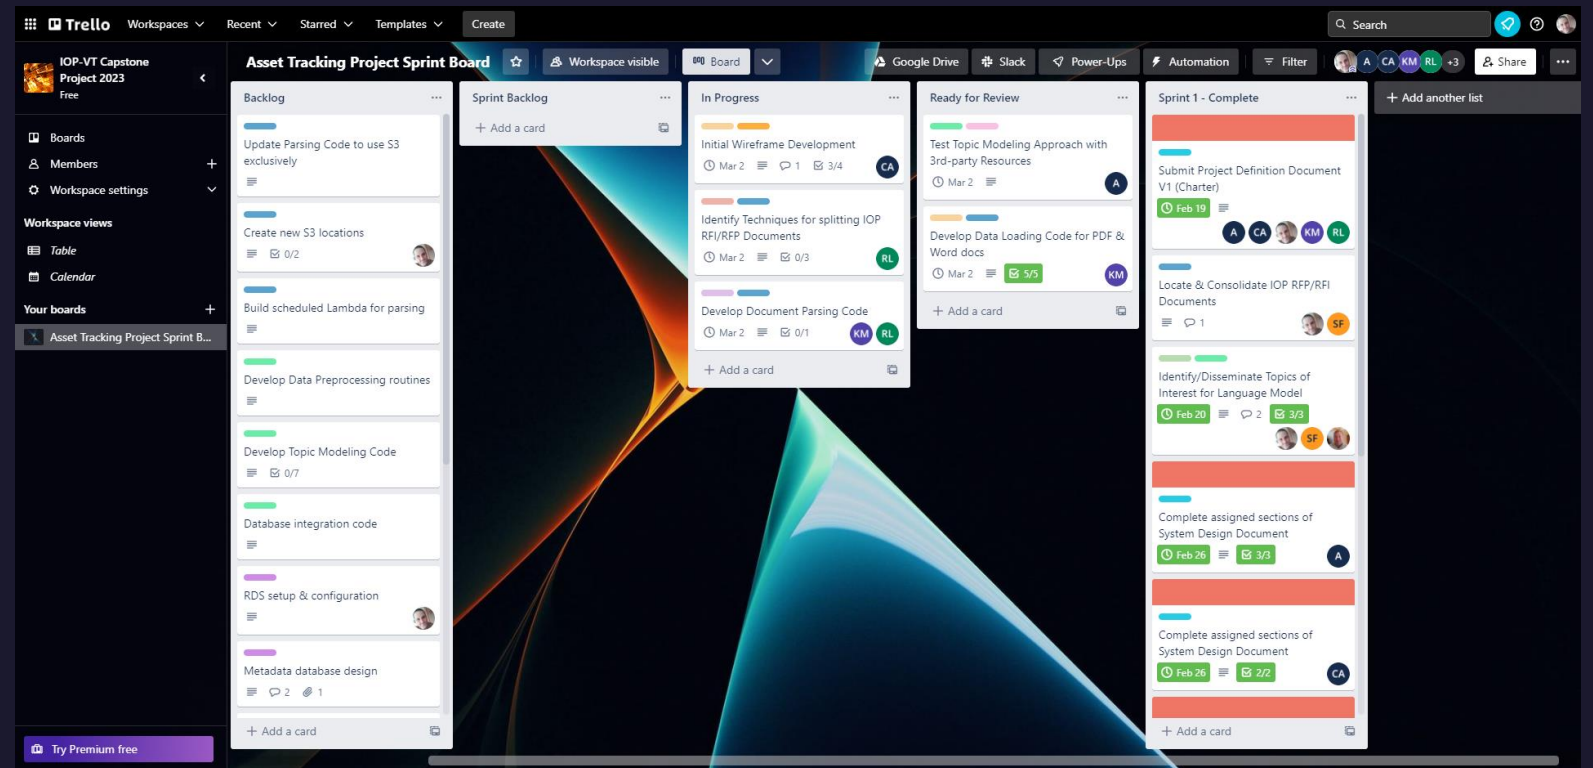 Trello
Workspaces
Recent
Starred
Templates
Create
Search
IOP-VT Capstone
Project 2023
Free
Boards
Members
Workspace settings
Workspace views
Table
Calendar
Your boards
Asset Tracking Project Sprint B...
Try Premium free
Asset Tracking Project Sprint Board
Workspace visible
Board
Google Drive
Slack
Power-Ups
Automation
Filter
A
CA
KM
RL
+3
Share
Backlog
Update Parsing Code to use S3
exclusively
Create new S3 locations
0/2
Build scheduled Lambda for parsing
Develop Data Preprocessing routines
Develop Topic Modeling Code
0/7
Database integration code
RDS setup & configuration
Metadata database design
2 1
+ Add a card
Sprint Backlog
+ Add a card
In Progress
Initial Wireframe Development
Mar 2 1 3/4 CA
Identify Techniques for splitting IOP
RFI/RFP Documents
Mar 2 0/3 RL
Develop Document Parsing Code
Mar 2 0/1 KM RL
+ Add a card
Ready for Review
Test Topic Modeling Approach with
3rd-party Resources
Mar 2 A
Develop Data Loading Code for PDF &
Word docs
Mar 2 5/5 KM
+ Add a card
Sprint 1 - Complete
Submit Project Definition Document
V1 (Charter)
Feb 19
A CA KM RL
Locate & Consolidate IOP RFP/RFI
Documents
1 SF
Identify/Disseminate Topics of
Interest for Language Model
Feb 20 2 3/3
SF
Complete assigned sections of
System Design Document
Feb 26 3/3 A
Complete assigned sections of
System Design Document
Feb 26 2/2 CA
+ Add a card
+ Add another list